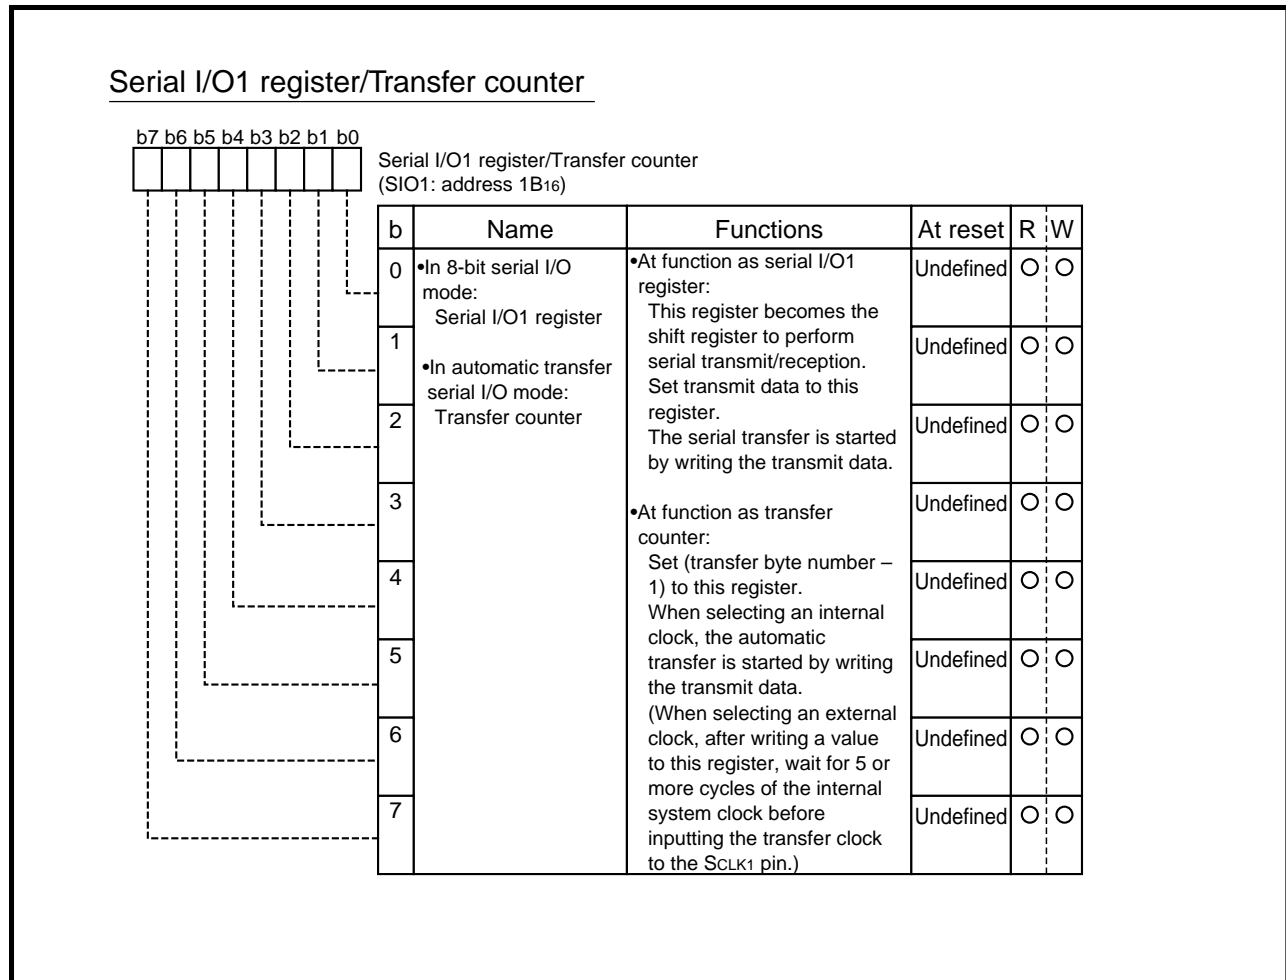 Serial I/O1 register/Transfer counter
b7 b6 b5 b4 b3 b2 b1 b0
Serial I/O1 register/Transfer counter
(SIO1: address 1B16)
b Name Functions At reset R W
0
•In 8-bit serial I/O
mode:
Serial I/O1 register
•In automatic transfer
serial I/O mode:
Transfer counter
•At function as serial I/O1
register:
This register becomes the
shift register to perform
serial transmit/reception.
Set transmit data to this
register.
The serial transfer is started
by writing the transmit data.
•At function as transfer
counter:
Set (transfer byte number –
1) to this register.
When selecting an internal
clock, the automatic
transfer is started by writing
the transmit data.
(When selecting an external
clock, after writing a value
to this register, wait for 5 or
more cycles of the internal
system clock before
inputting the transfer clock
to the SCLK1 pin.)
Undefined
1
Undefined
2
Undefined
3
Undefined
4
Undefined
5
Undefined
6
Undefined
7
Undefined